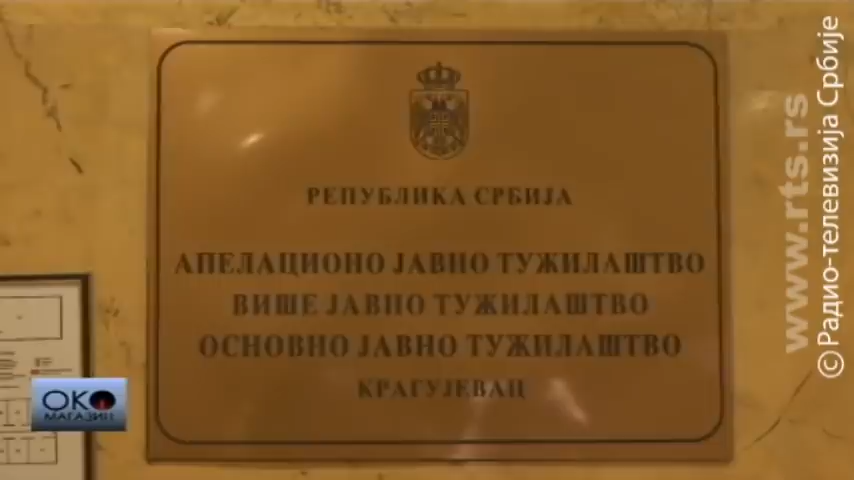 РЕПУБЛИКА СРБИЈА
АПЕЛАЦИОНО ЈАВНО ТУЖИЛАШТВО
ВИШЕ ЈАВНО ТУЖИЛАШТВО
ОСНОВНО ЈАВНО ТУЖИЛАШТВО
КРАГУЈЕВАЦ
ОКО
МАГАЗИН
www.rts.rs
© Радио-телевизија Србије